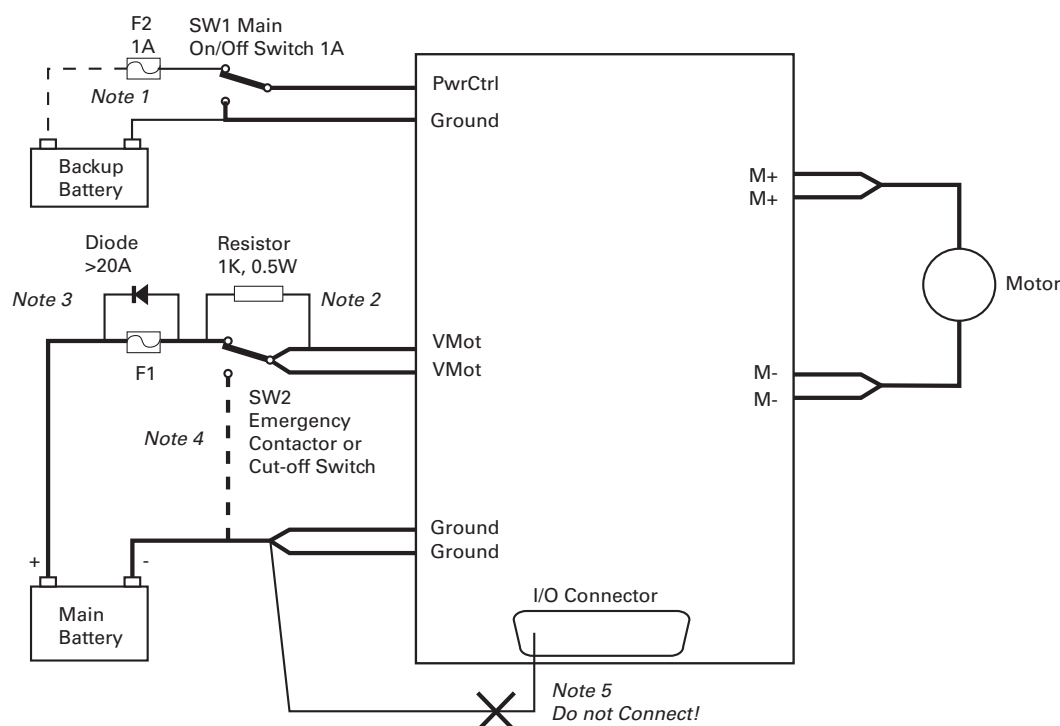 F2
1A
SW1 Main
On/Off Switch 1A
Note 1
PwrCtrl
Ground
Backup
Battery
M+
M+
Diode
>20A
Resistor
1K, 0.5W
Note 3
Note 2
Motor
VMot
VMot
F1
M-
M-
SW2
Emergency
Contactor or
Cut-off Switch
Note 4
Ground
Ground
+
-
Main
Battery
I/O Connector
Note 5
Do not Connect!